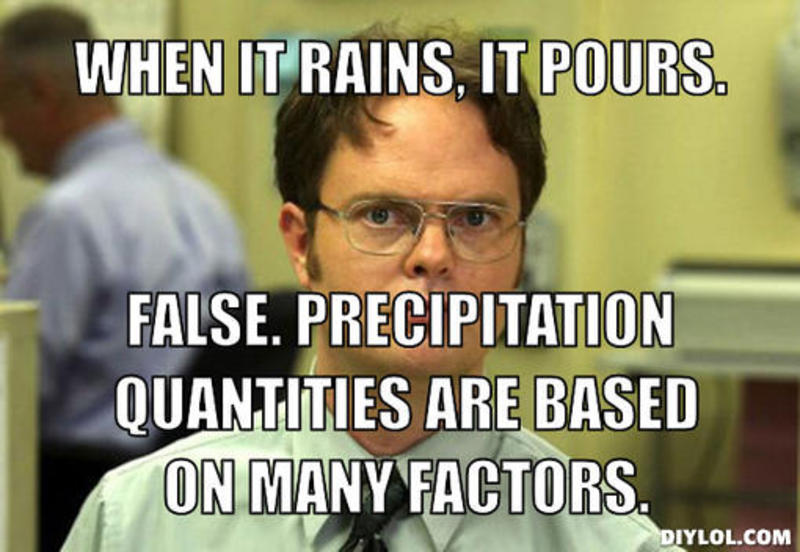 WHEN IT RAINS, IT POURS.
FALSE. PRECIPITATION
QUANTITIES ARE BASED
ON MANY FACTORS.
DIYLOL.COM